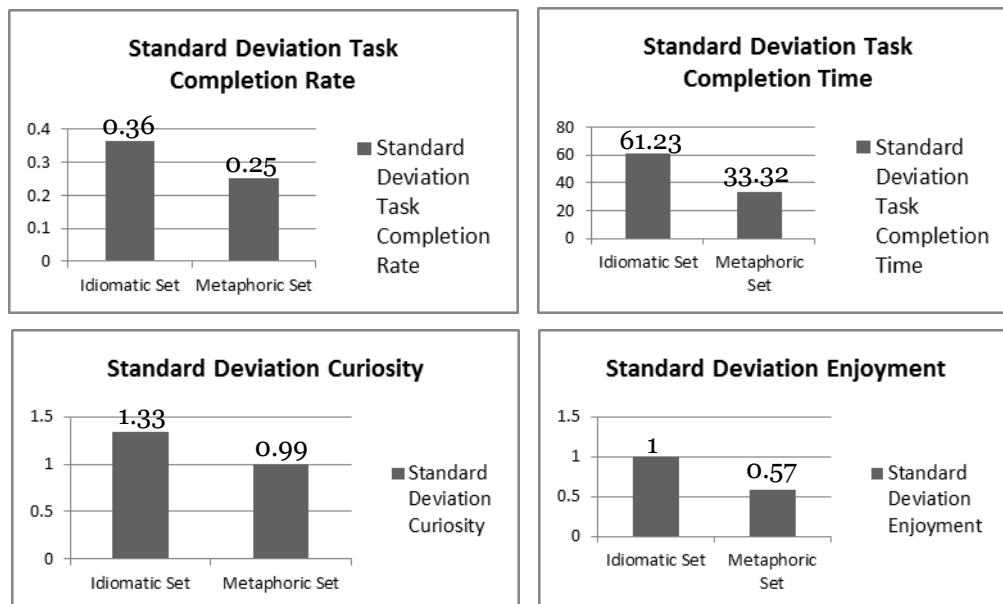 Standard Deviation Task
Completion Rate
0.4
0.3
0.2
0.1
0
0.36
0.25
Idiomatic Set
Metaphoric Set
Standard
Deviation
Task
Completion
Rate
Standard Deviation Task
Completion Time
80
60
40
20
0
61.23
33.32
Idiomatic Set
Metaphoric
Set
Standard
Deviation
Task
Completion
Time
Standard Deviation Curiosity
1.5
1
0.5
0
1.33
0.99
Idiomatic Set
Metaphoric Set
Standard
Deviation
Curiosity
Standard Deviation Enjoyment
1.5
1
0.5
0
1
0.57
Idiomatic Set
Metaphoric
Set
Standard
Deviation
Enjoyment